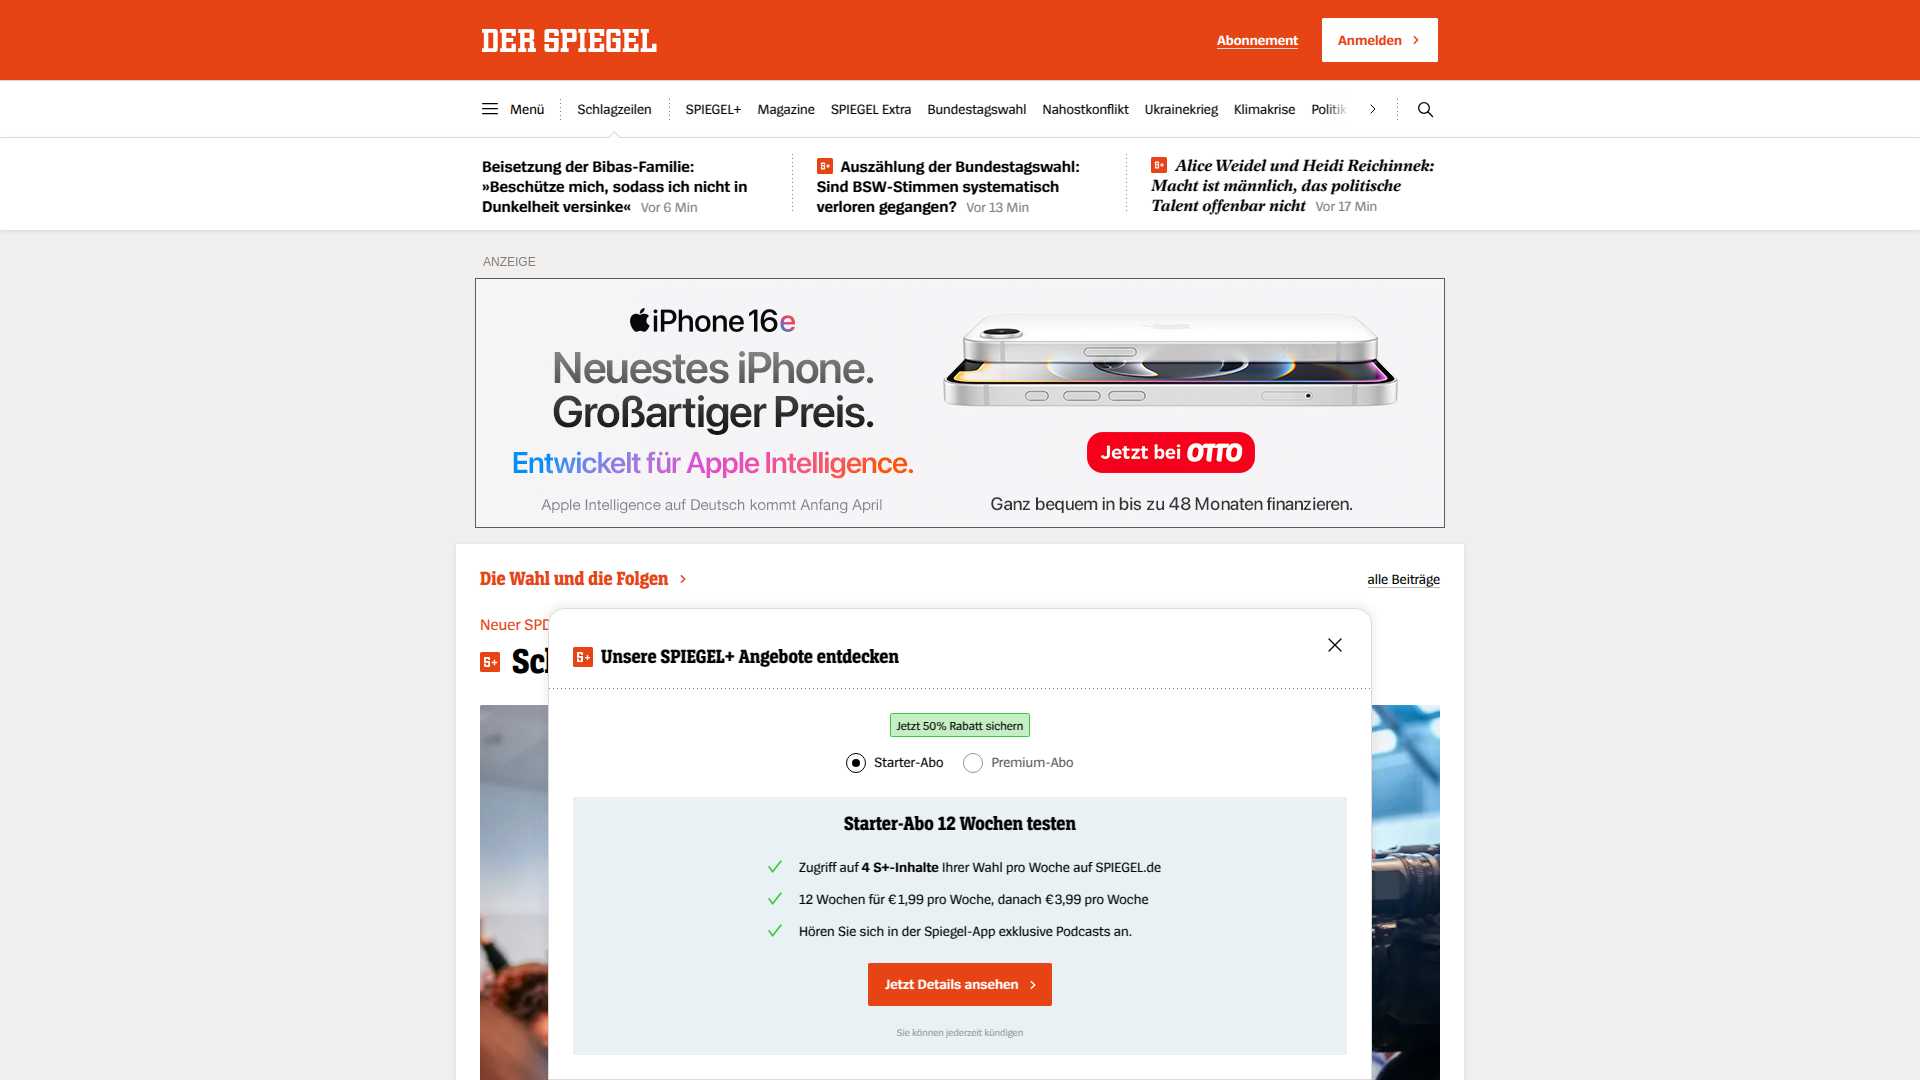 DER SPIEGEL
Abonnement
Anmelden
Menü
Schlagzeilen
SPIEGEL+
Magazine
SPIEGEL Extra
Bundestagswahl
Nahostkonflikt
Ukrainekrieg
Klimakrise
Politik
Beisetzung der Bibas-Familie:
»Beschütze mich, sodass ich nicht in
Dunkelheit versinke« Vor 6 Min
Auszählung der Bundestagswahl:
Sind BSW-Stimmen systematisch
verloren gegangen? Vor 13 Min
Alice Weidel und Heidi Reichinnek:
Macht ist männlich, das politische
Talent offenbar nicht Vor 17 Min
ANZEIGE
iPhone 16e
Neuestes iPhone.
Großartiger Preis.
Entwickelt für Apple Intelligence.
Apple Intelligence auf Deutsch kommt Anfang April
Jetzt bei OTTO
Ganz bequem in bis zu 48 Monaten finanzieren.
Die Wahl und die Folgen
alle Beiträge
Neuer SPD
Unsere SPIEGEL+ Angebote entdecken
Jetzt 50% Rabatt sichern
Starter-Abo
Premium-Abo
Starter-Abo 12 Wochen testen
Zugriff auf 4 S+-Inhalte Ihrer Wahl pro Woche auf SPIEGEL.de
12 Wochen für € 1,99 pro Woche, danach € 3,99 pro Woche
Hören Sie sich in der Spiegel-App exklusive Podcasts an.
Jetzt Details ansehen
Sie können jederzeit kündigen